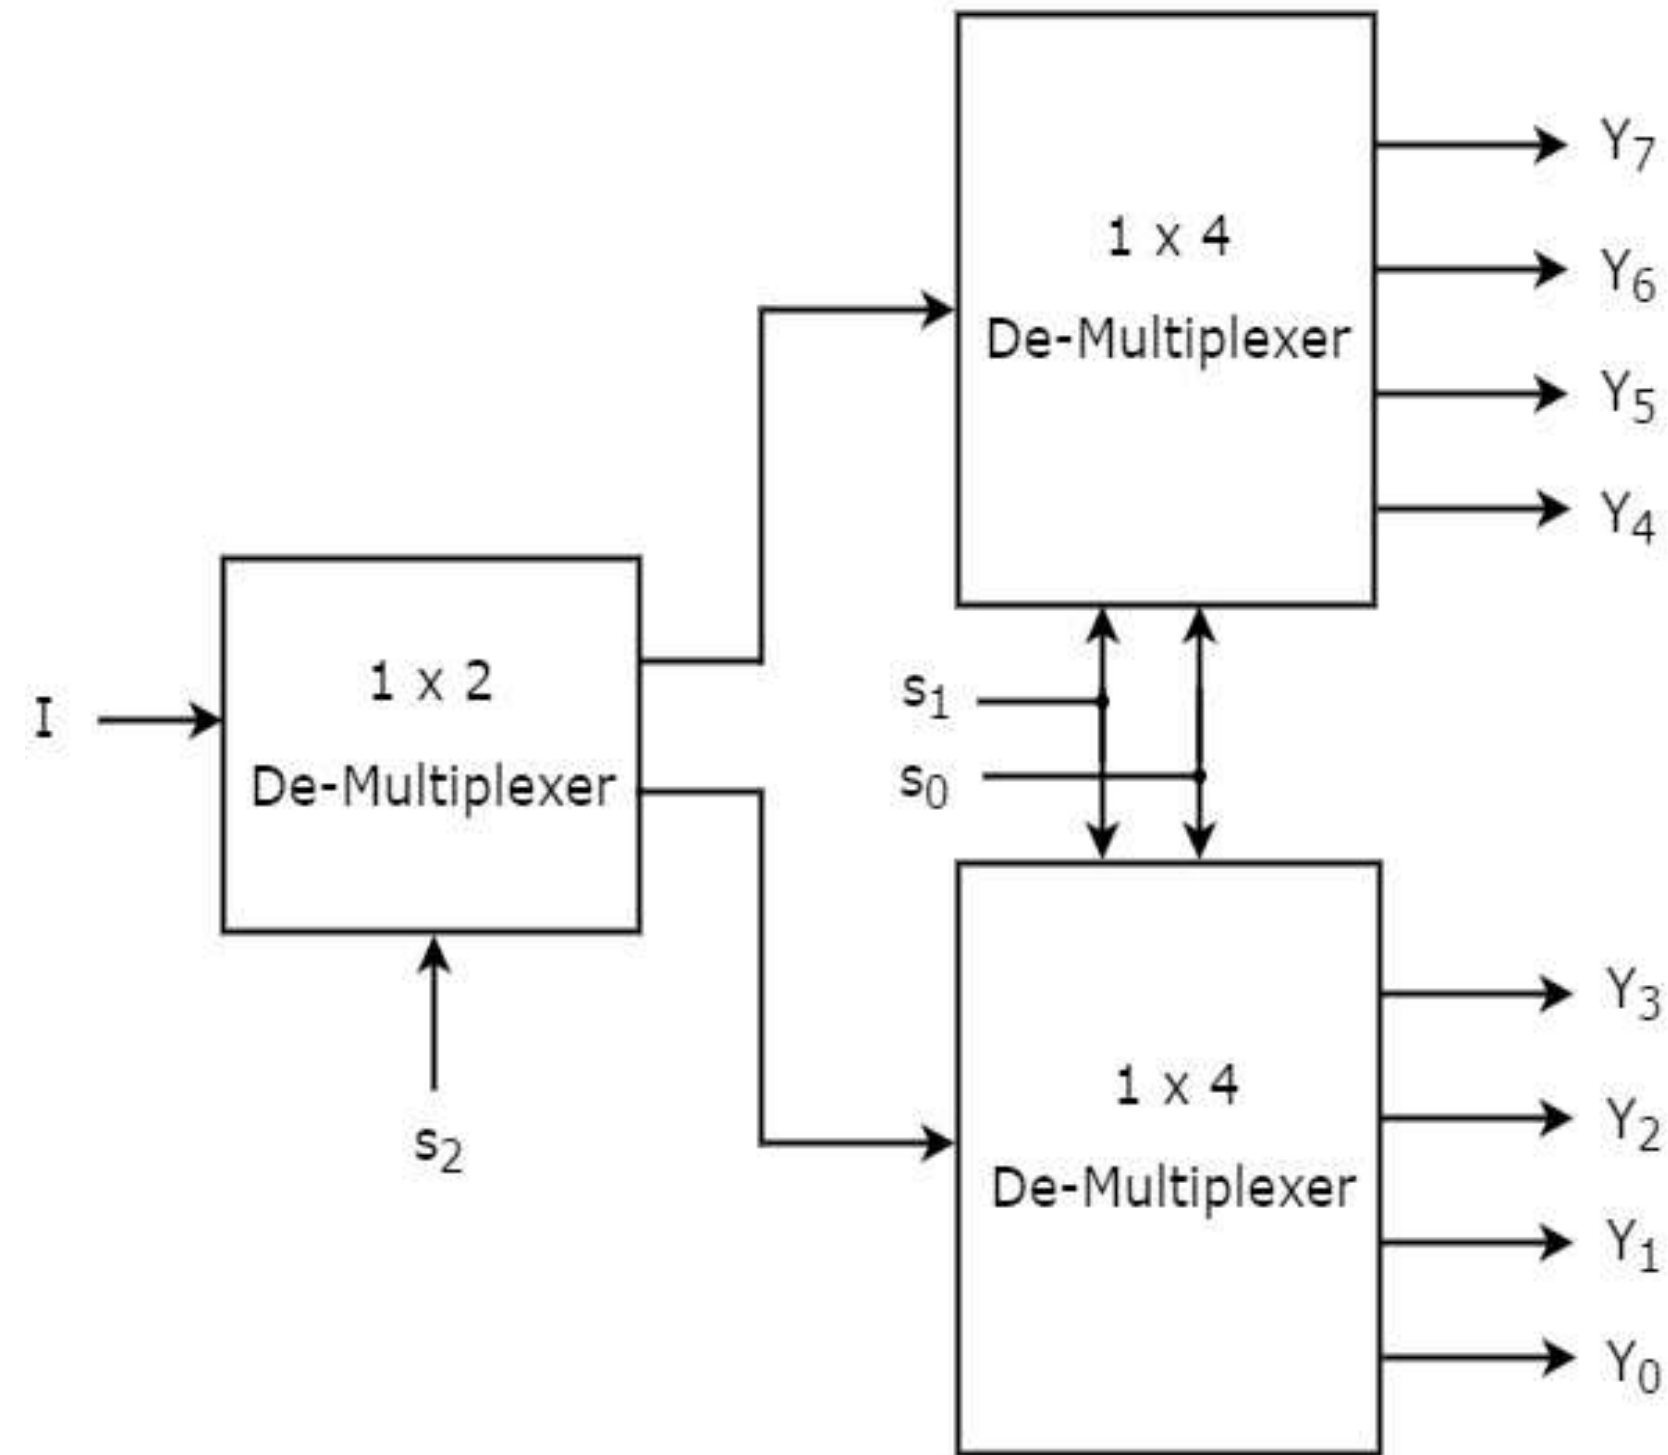 Y7
1 x 4
Y6
De-Multiplexer
Y5
Y4
1 x 2
s1
I
De-Multiplexer
s0
Y3
1 x 4
Y2
s2
De-Multiplexer
Y1
Y0